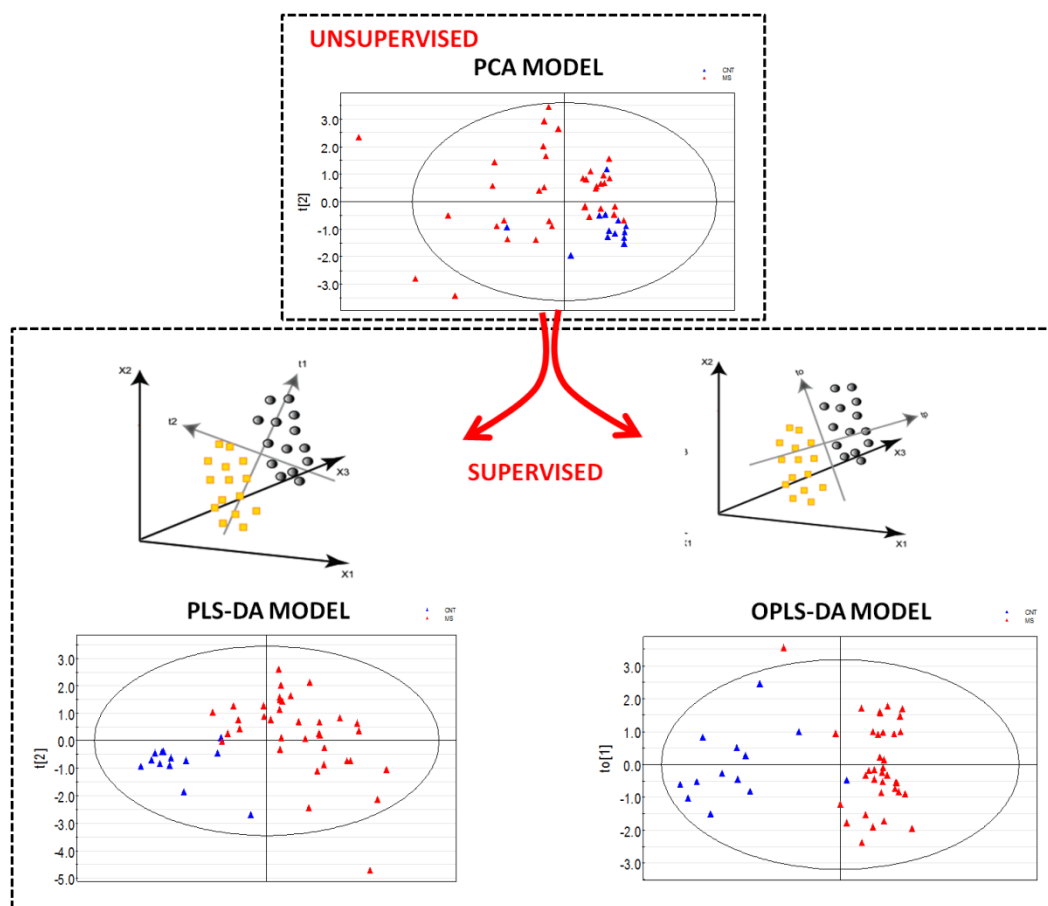 UNSUPERVISED
PCA MODEL
CNT
MS
3.0
2.0
1.0
0.0
-1.0
-2.0
-3.0
t[2]
X2
t1
t2
X3
X1
SUPERVISED
X2
to
tp
X3
X1
X1
PLS-DA MODEL
CNT
MS
3.0
2.0
1.0
0.0
-1.0
-2.0
-3.0
-4.0
-5.0
t[2]
OPLS-DA MODEL
CNT
MS
3.0
2.0
1.0
0.0
-1.0
-2.0
-3.0
to[1]